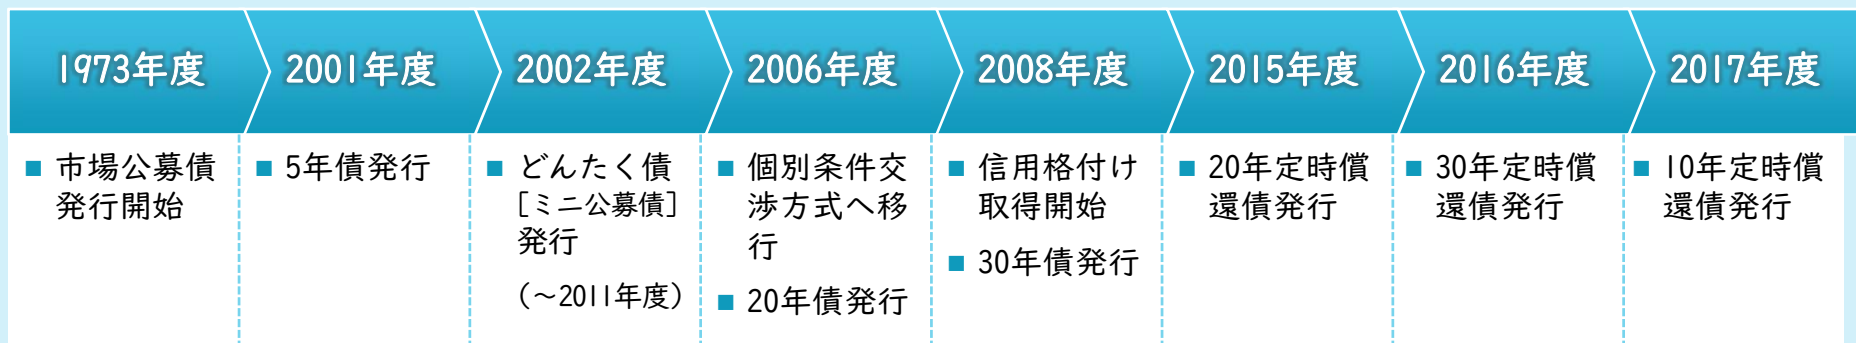 1973年度
2001年度
2002年度
2006年度
2008年度
2015年度
2016年度
2017年度
■ 市場公募債
発行開始
■ 5年債発行
■ どんたく債
[ミニ公募債]
発行
(～2011年度)
■ 個別条件交
渉方式へ移
行
■ 20年債発行
■ 信用格付け
取得開始
■ 30年債発行
■ 20年定時償
還債発行
■ 30年定時償
還債発行
■ 10年定時償
還債発行